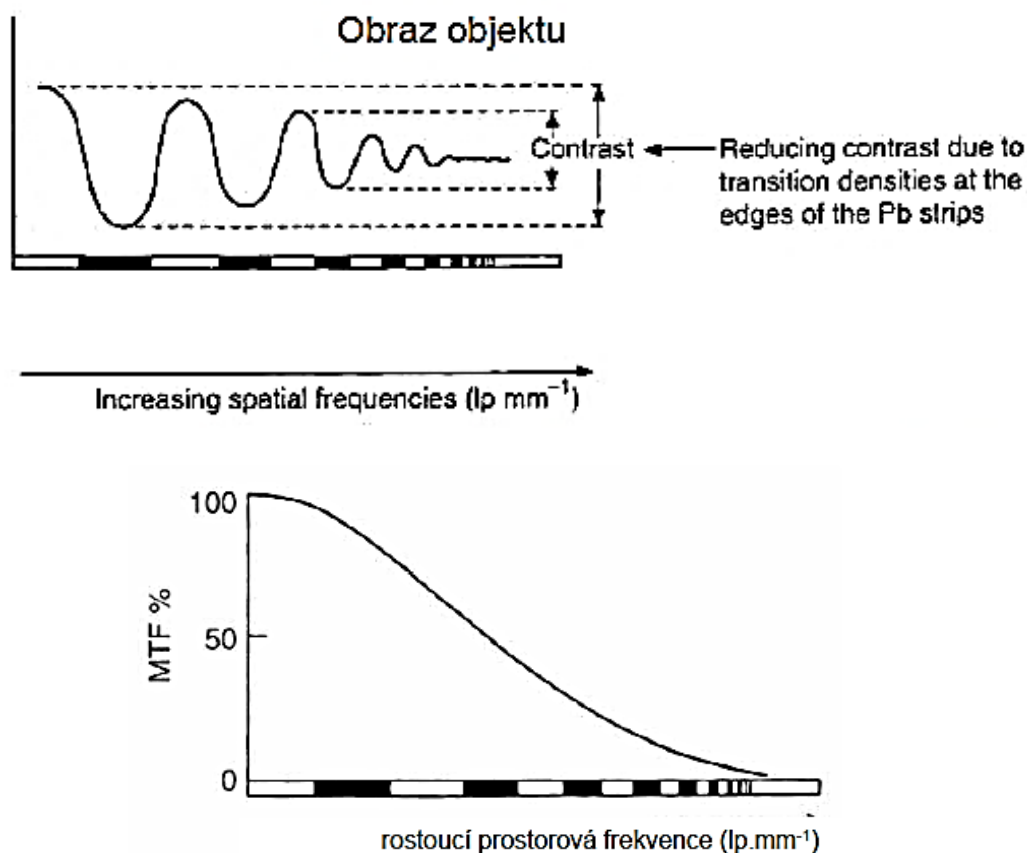 Obraz objektu
Contrast
Reducing contrast due to
transition densities at the
edges of the Pb strips
Increasing spatial frequencies (lp mm⁻¹)
100
MTF %
50
0
rostoucí prostorová frekvence (lp.mm⁻¹)